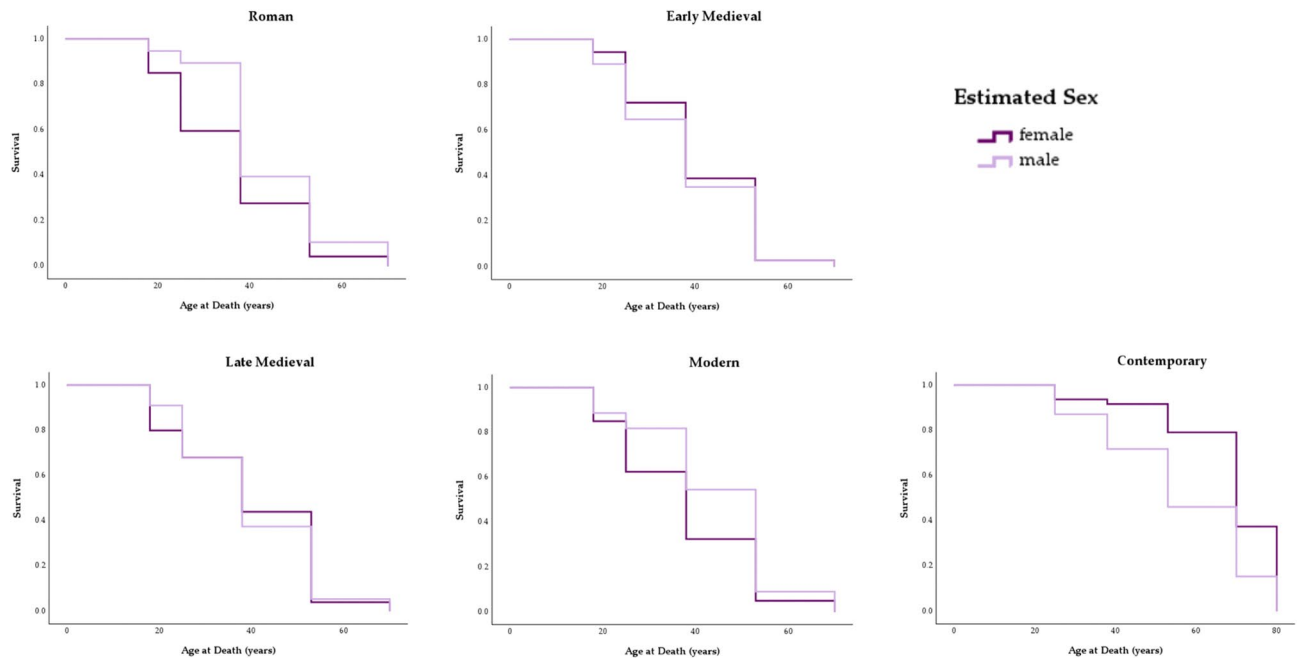 Roman
1.0
0.8
0.6
0.4
0.2
0.0
Survival
0 20 40 60
Age at Death (years)
Early Medieval
1.0
0.8
0.6
0.4
0.2
0.0
Survival
0 20 40 60
Age at Death (years)
Estimated Sex
female
male
Late Medieval
1.0
0.8
0.6
0.4
0.2
0.0
Survival
0 20 40 60
Age at Death (years)
Modern
1.0
0.8
0.6
0.4
0.2
0.0
Survival
0 20 40 60
Age at Death (years)
Contemporary
1.0
0.8
0.6
0.4
0.2
0.0
Survival
0 20 40 60 80
Age at Death (years)